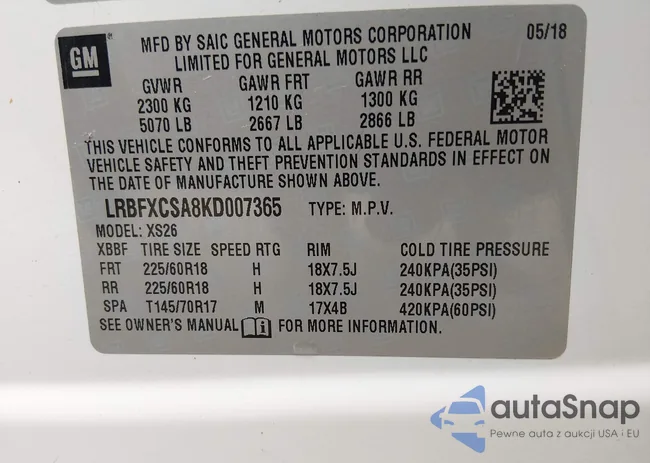 GM
MFD BY SAIC GENERAL MOTORS CORPORATION 05/18
LIMITED FOR GENERAL MOTORS LLC
GVWR GAWR FRT GAWR RR
2300 KG 1210 KG 1300 KG
5070 LB 2667 LB 2866 LB
THIS VEHICLE CONFORMS TO ALL APPLICABLE U.S. FEDERAL MOTOR
VEHICLE SAFETY AND THEFT PREVENTION STANDARDS IN EFFECT ON
THE DATE OF MANUFACTURE SHOWN ABOVE.
LRBFXCSA8KD007365 TYPE: M.P.V.
MODEL: XS26
XBBF TIRE SIZE SPEED RTG RIM COLD TIRE PRESSURE
FRT 225/60R18 H 18X7.5J 240KPA(35PSI)
RR 225/60R18 H 18X7.5J 240KPA(35PSI)
SPA T145/70R17 M 17X4B 420KPA(60PSI)
SEE OWNER'S MANUAL FOR MORE INFORMATION.
autoSnap
Pewne auta z aukcji USA i EU